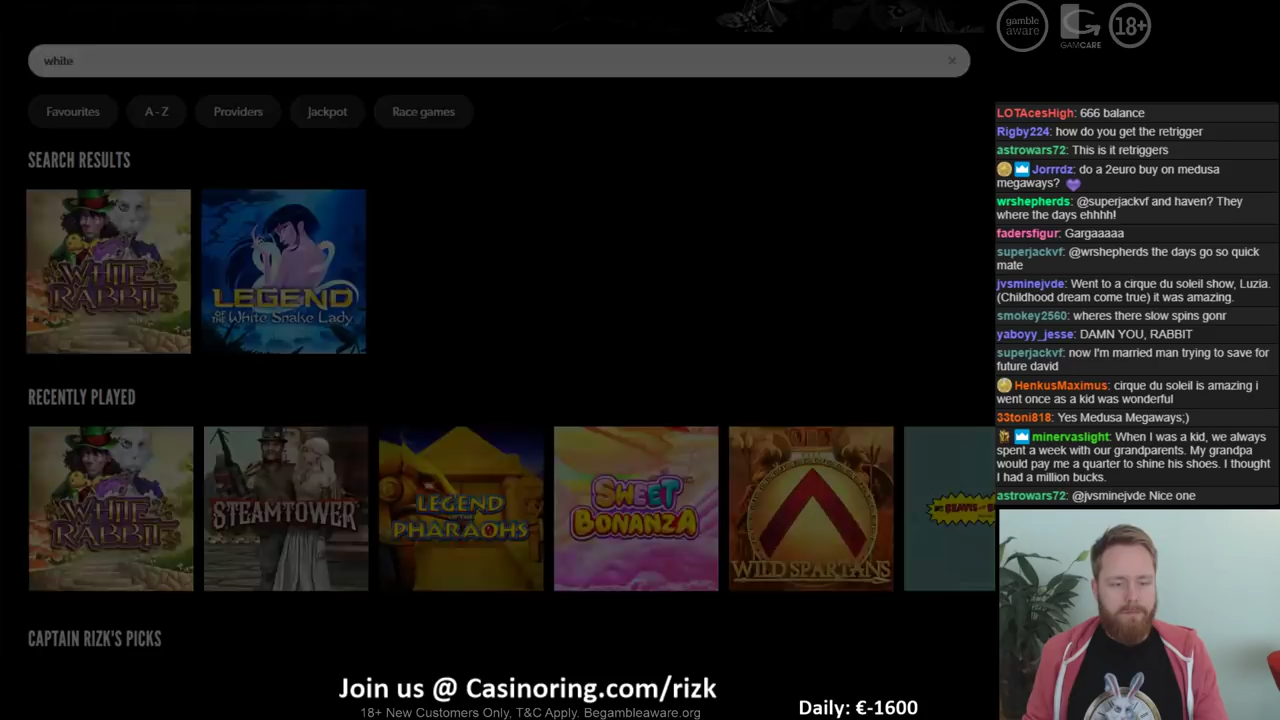 white
Favourites
A - Z
Providers
Jackpot
Race games
SEARCH RESULTS
WHITE
RABBIT
LEGEND
OF THE White Snake Lady
RECENTLY PLAYED
WHITE
RABBIT
STEAMTOWER
LEGEND
OF THE
PHARAOHS
SWEET
BONANZA
WILD SPARTANS
CAPTAIN RIZK'S PICKS
Join us @ Casinoring.com/rizk
18+ New Customers Only, T&C Apply. Begambleaware.org
Daily: €-1600
gamble
aware
GAMCARE
18+
LOTAcesHigh: 666 balance
Rigby224: how do you get the retrigger
astrowars72: This is it retriggers
Jorrrdz: do a 2euro buy on medusa
megaways?
wrshepherds: @superjackvf and haven? They
where the days ehhhh!
fadersfigur: Gargaaaaa
superjackvf: @wrshepherds the days go so quick
mate
jvsminejvde: Went to a cirque du soleil show, Luzia.
(Childhood dream come true) it was amazing.
smokey2560: wheres there slow spins gonr
yaboyy_jesse: DAMN YOU, RABBIT
superjackvf: now I'm married man trying to save for
future david
HenkusMaximus: cirque du soleil is amazing i
went once as a kid was wonderful
33toni818: Yes Medusa Megaways;)
minervaslight: When I was a kid, we always
spent a week with our grandparents. My grandpa
would pay me a quarter to shine his shoes. I thought
I had a million bucks.
astrowars72: @jvsminejvde Nice one